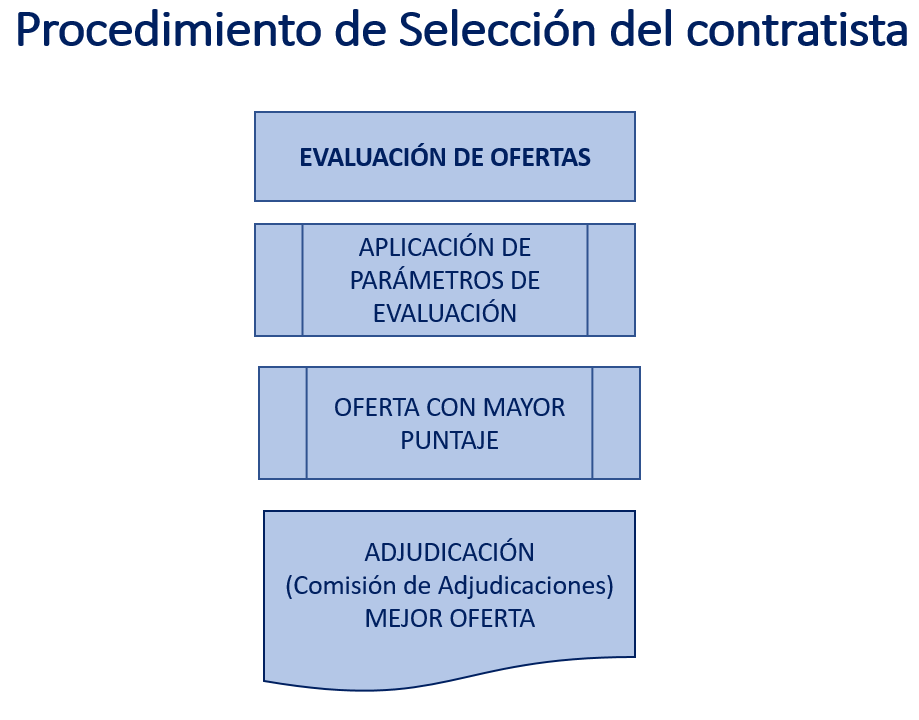 Procedimiento de Selección del contratista
EVALUACIÓN DE OFERTAS
APLICACIÓN DE
PARÁMETROS DE
EVALUACIÓN
OFERTA CON MAYOR
PUNTAJE
ADJUDICACIÓN
(Comisión de Adjudicaciones)
MEJOR OFERTA